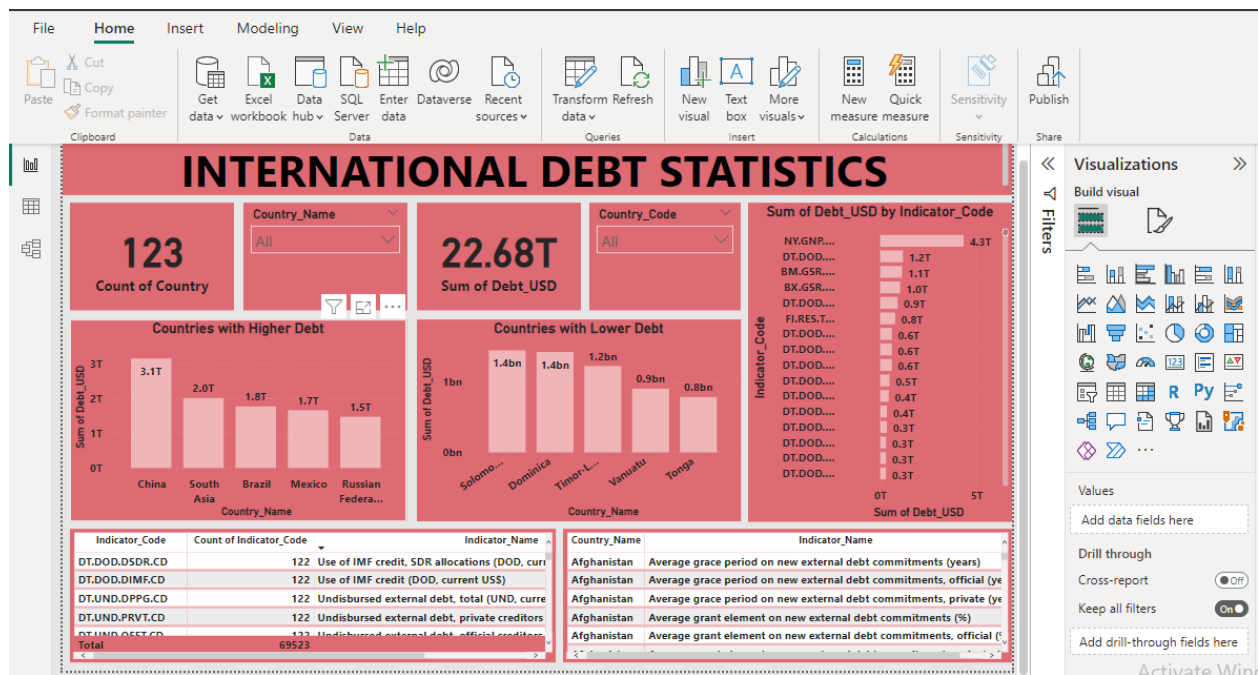 File Home Insert Modeling View Help
Paste
Cut
Copy
Format painter
Clipboard
Get data
Excel workbook
Data hub
SQL Server
Enter data
Dataverse
Recent sources
Data
Transform data
Refresh
Queries
New visual
Text box
More visuals
Insert
New measure
Quick measure
Calculations
Sensitivity
Sensitivity
Publish
Share
INTERNATIONAL DEBT STATISTICS
123
Count of Country
Country_Name
All
22.68T
Sum of Debt_USD
Country_Code
All
Sum of Debt_USD by Indicator_Code
Indicator_Code
NY.GNP.... 4.3T
DT.DOD.... 1.2T
BM.GSR.... 1.1T
BX.GSR.... 1.0T
DT.DOD.... 0.9T
FI.RES.T... 0.8T
DT.DOD.... 0.6T
DT.DOD.... 0.6T
DT.DOD.... 0.6T
DT.DOD.... 0.5T
DT.DOD.... 0.4T
DT.DOD.... 0.4T
DT.DOD.... 0.3T
DT.DOD.... 0.3T
DT.DOD.... 0.3T
DT.DOD.... 0.3T
0T 5T
Sum of Debt_USD
Countries with Higher Debt
Sum of Debt_USD
3T
2T
1T
0T
3.1T 2.0T 1.8T 1.7T 1.5T
China South Asia Brazil Mexico Russian Federa...
Country_Name
Countries with Lower Debt
Sum of Debt_USD
1bn
0bn
1.4bn 1.4bn 1.2bn 0.9bn 0.8bn
Solomo... Dominica Timor-L... Vanuatu Tonga
Country_Name
Indicator_Code Count of Indicator_Code Indicator_Name
DT.DOD.DSDR.CD 122 Use of IMF credit, SDR allocations (DOD, curr
DT.DOD.DIMF.CD 122 Use of IMF credit (DOD, current US$)
DT.UND.DPPG.CD 122 Undisbursed external debt, total (UND, curre
DT.UND.PRVT.CD 122 Undisbursed external debt, private creditors
DT.UND.OFFT.CD 122 Undisbursed external debt, official creditors
Total 69523
Country_Name Indicator_Name
Afghanistan Average grace period on new external debt commitments (years)
Afghanistan Average grace period on new external debt commitments, official (ye
Afghanistan Average grace period on new external debt commitments, private (ye
Afghanistan Average grant element on new external debt commitments (%)
Afghanistan Average grant element on new external debt commitments, official (%
Filters
Visualizations
Build visual
123
R Py
Values
Add data fields here
Drill through
Cross-report Off
Keep all filters On
Add drill-through fields here
Activate Win